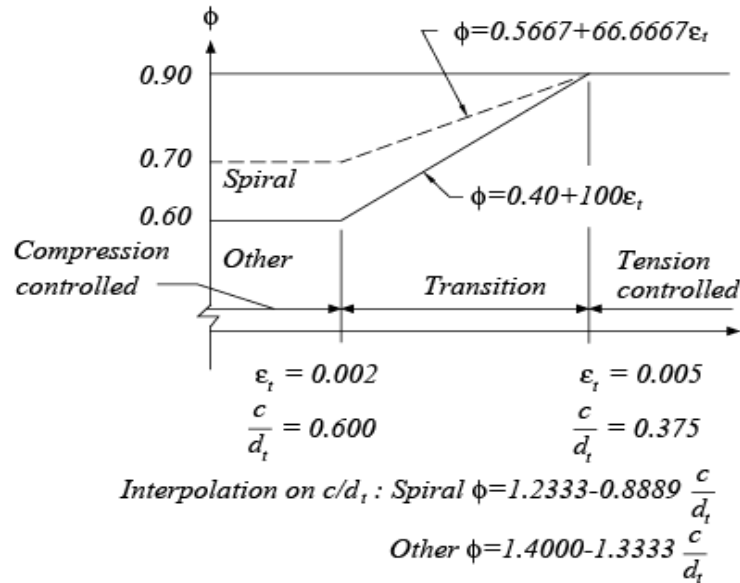 ϕ
ϕ=0.5667+66.6667εt
0.90
0.70
Spiral
ϕ=0.40+100εt
0.60
Compression
controlled
Other
Transition
Tension
controlled
εt = 0.002
εt = 0.005
c/dt = 0.600
c/dt = 0.375
Interpolation on c/dt : Spiral ϕ=1.2333-0.8889 c/dt
Other ϕ=1.4000-1.3333 c/dt